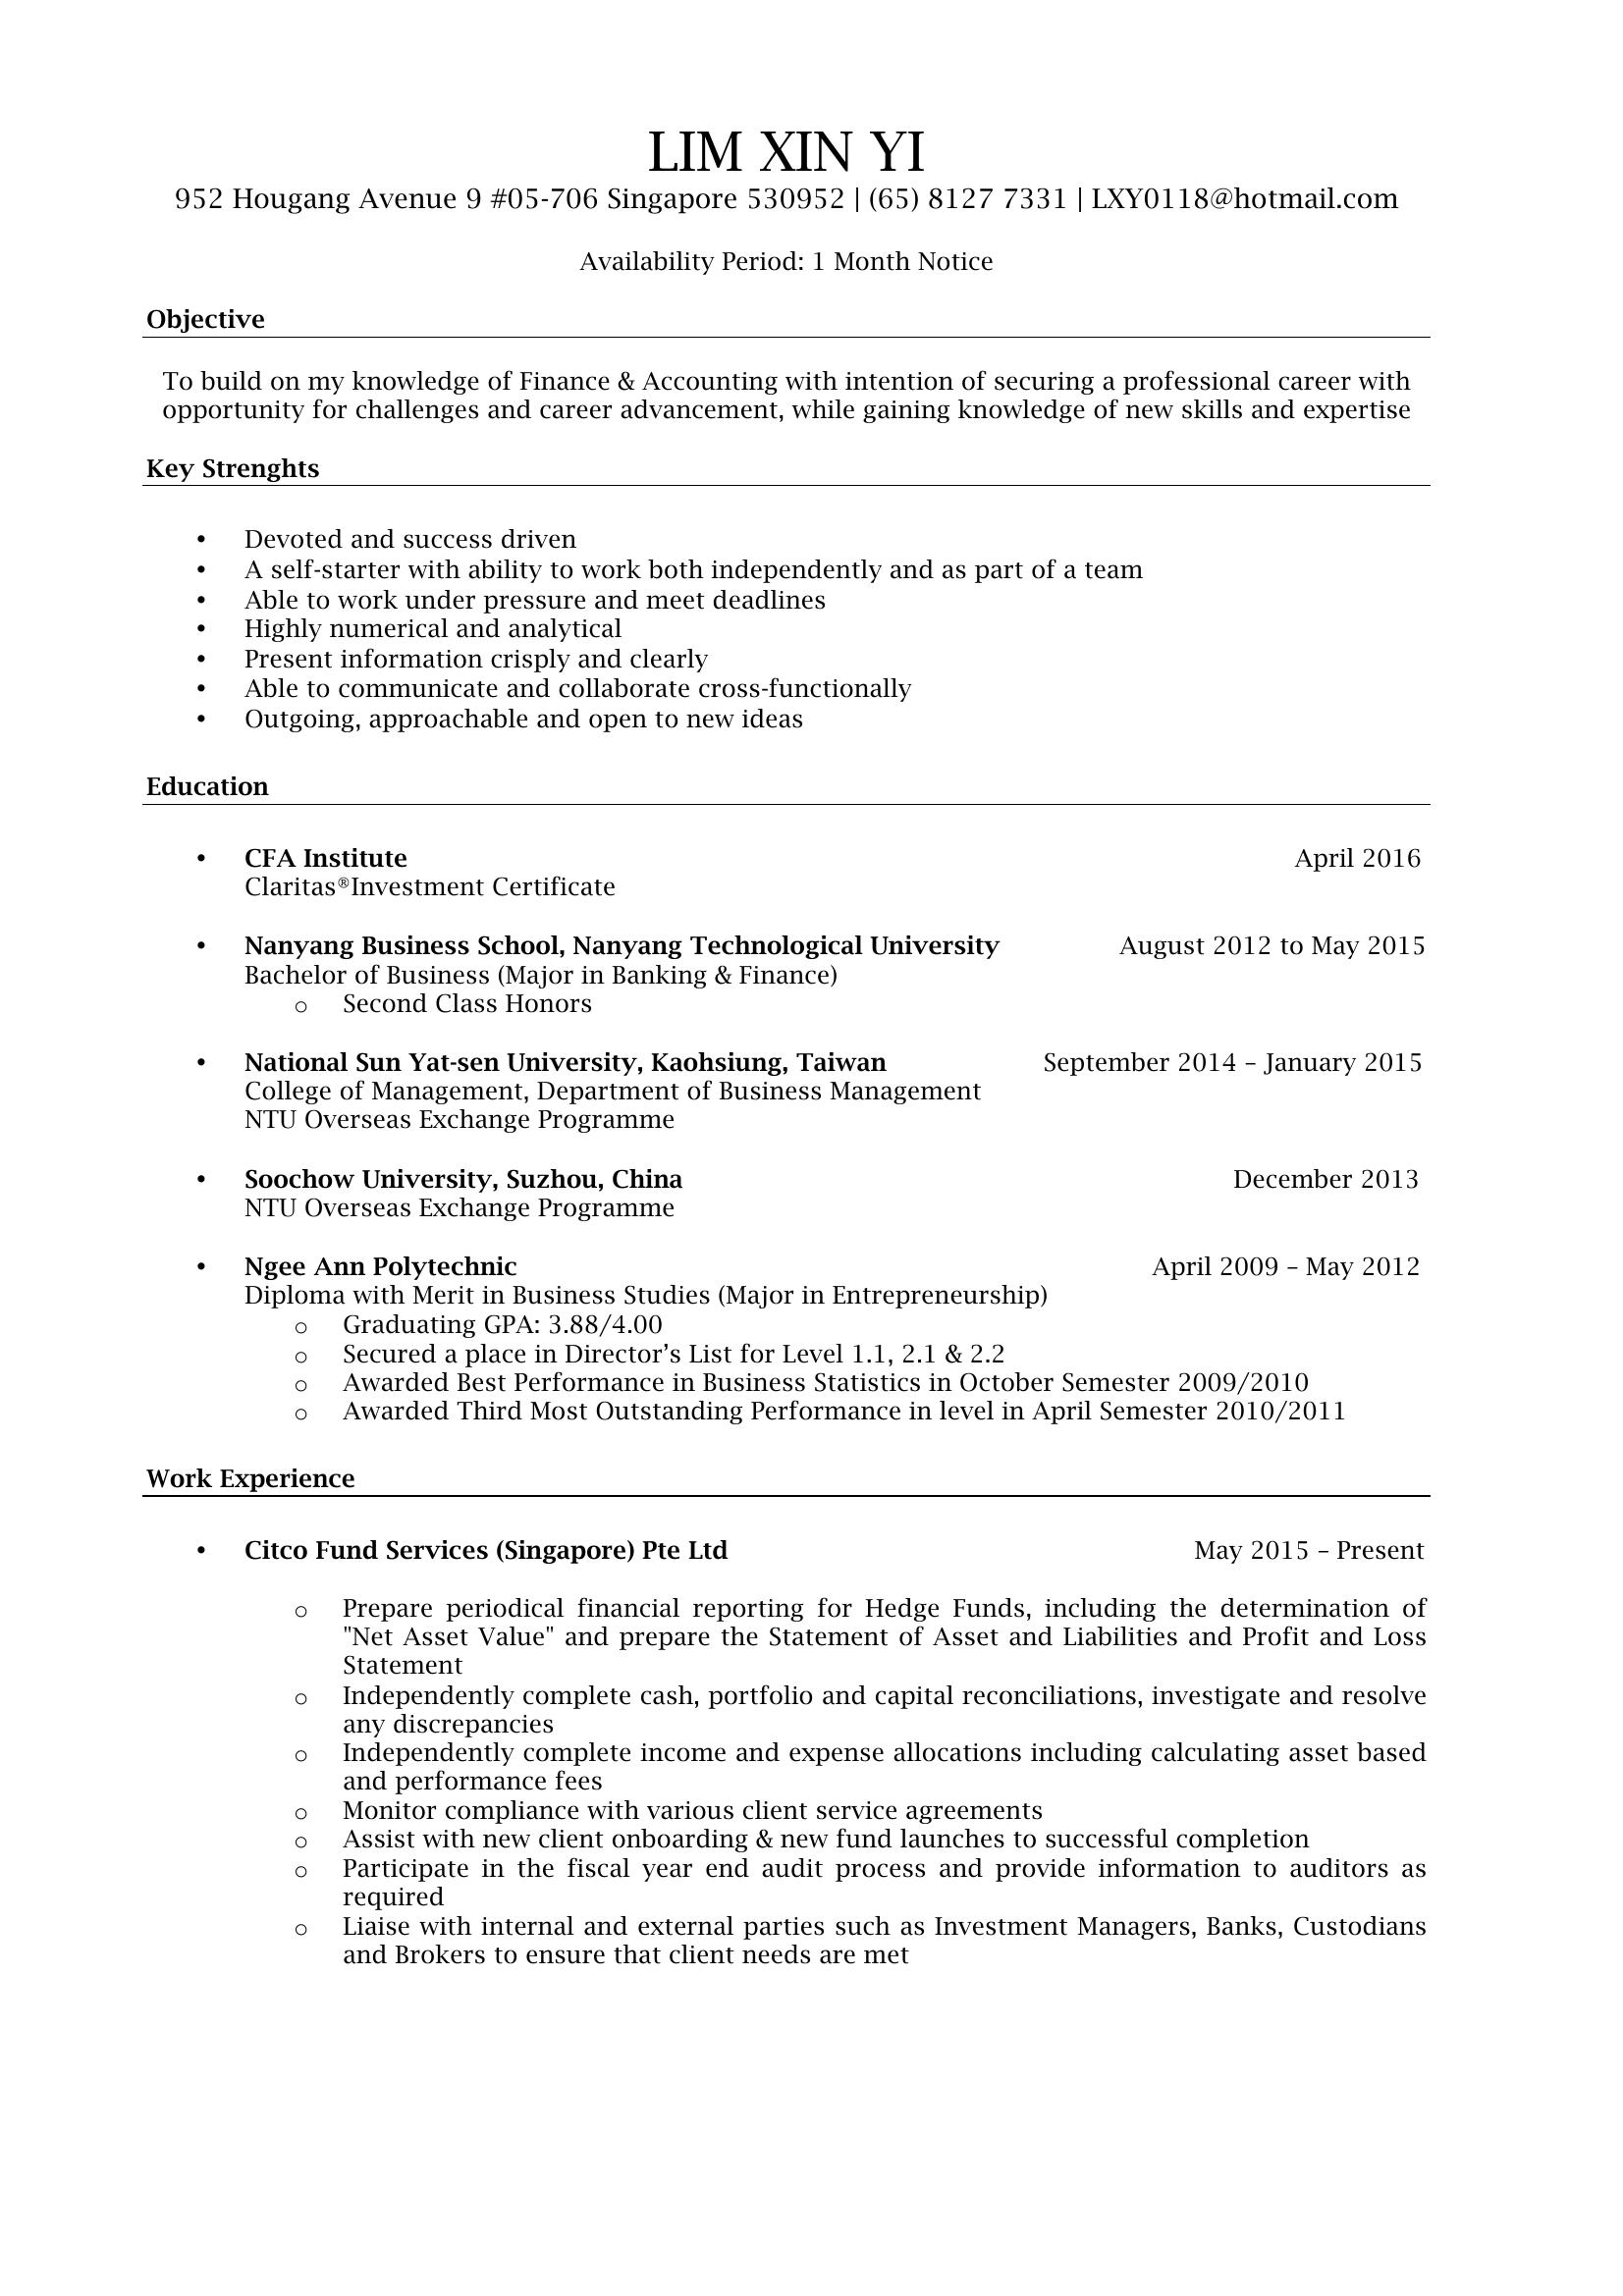 LIM XIN YI
952 Hougang Avenue 9 #05-706 Singapore 530952 | (65) 8127 7331 | LXY0118@hotmail.com
Availability Period: 1 Month Notice
Objective
To build on my knowledge of Finance & Accounting with intention of securing a professional career with
opportunity for challenges and career advancement, while gaining knowledge of new skills and expertise
Key Strenghts
• Devoted and success driven
• A self-starter with ability to work both independently and as part of a team
• Able to work under pressure and meet deadlines
• Highly numerical and analytical
• Present information crisply and clearly
• Able to communicate and collaborate cross-functionally
• Outgoing, approachable and open to new ideas
Education
• CFA Institute April 2016
Claritas®Investment Certificate
• Nanyang Business School, Nanyang Technological University August 2012 to May 2015
Bachelor of Business (Major in Banking & Finance)
o Second Class Honors
• National Sun Yat-sen University, Kaohsiung, Taiwan September 2014 – January 2015
College of Management, Department of Business Management
NTU Overseas Exchange Programme
• Soochow University, Suzhou, China December 2013
NTU Overseas Exchange Programme
• Ngee Ann Polytechnic April 2009 – May 2012
Diploma with Merit in Business Studies (Major in Entrepreneurship)
o Graduating GPA: 3.88/4.00
o Secured a place in Director’s List for Level 1.1, 2.1 & 2.2
o Awarded Best Performance in Business Statistics in October Semester 2009/2010
o Awarded Third Most Outstanding Performance in level in April Semester 2010/2011
Work Experience
• Citco Fund Services (Singapore) Pte Ltd May 2015 – Present
o Prepare periodical financial reporting for Hedge Funds, including the determination of
"Net Asset Value" and prepare the Statement of Asset and Liabilities and Profit and Loss
Statement
o Independently complete cash, portfolio and capital reconciliations, investigate and resolve
any discrepancies
o Independently complete income and expense allocations including calculating asset based
and performance fees
o Monitor compliance with various client service agreements
o Assist with new client onboarding & new fund launches to successful completion
o Participate in the fiscal year end audit process and provide information to auditors as
required
o Liaise with internal and external parties such as Investment Managers, Banks, Custodians
and Brokers to ensure that client needs are met